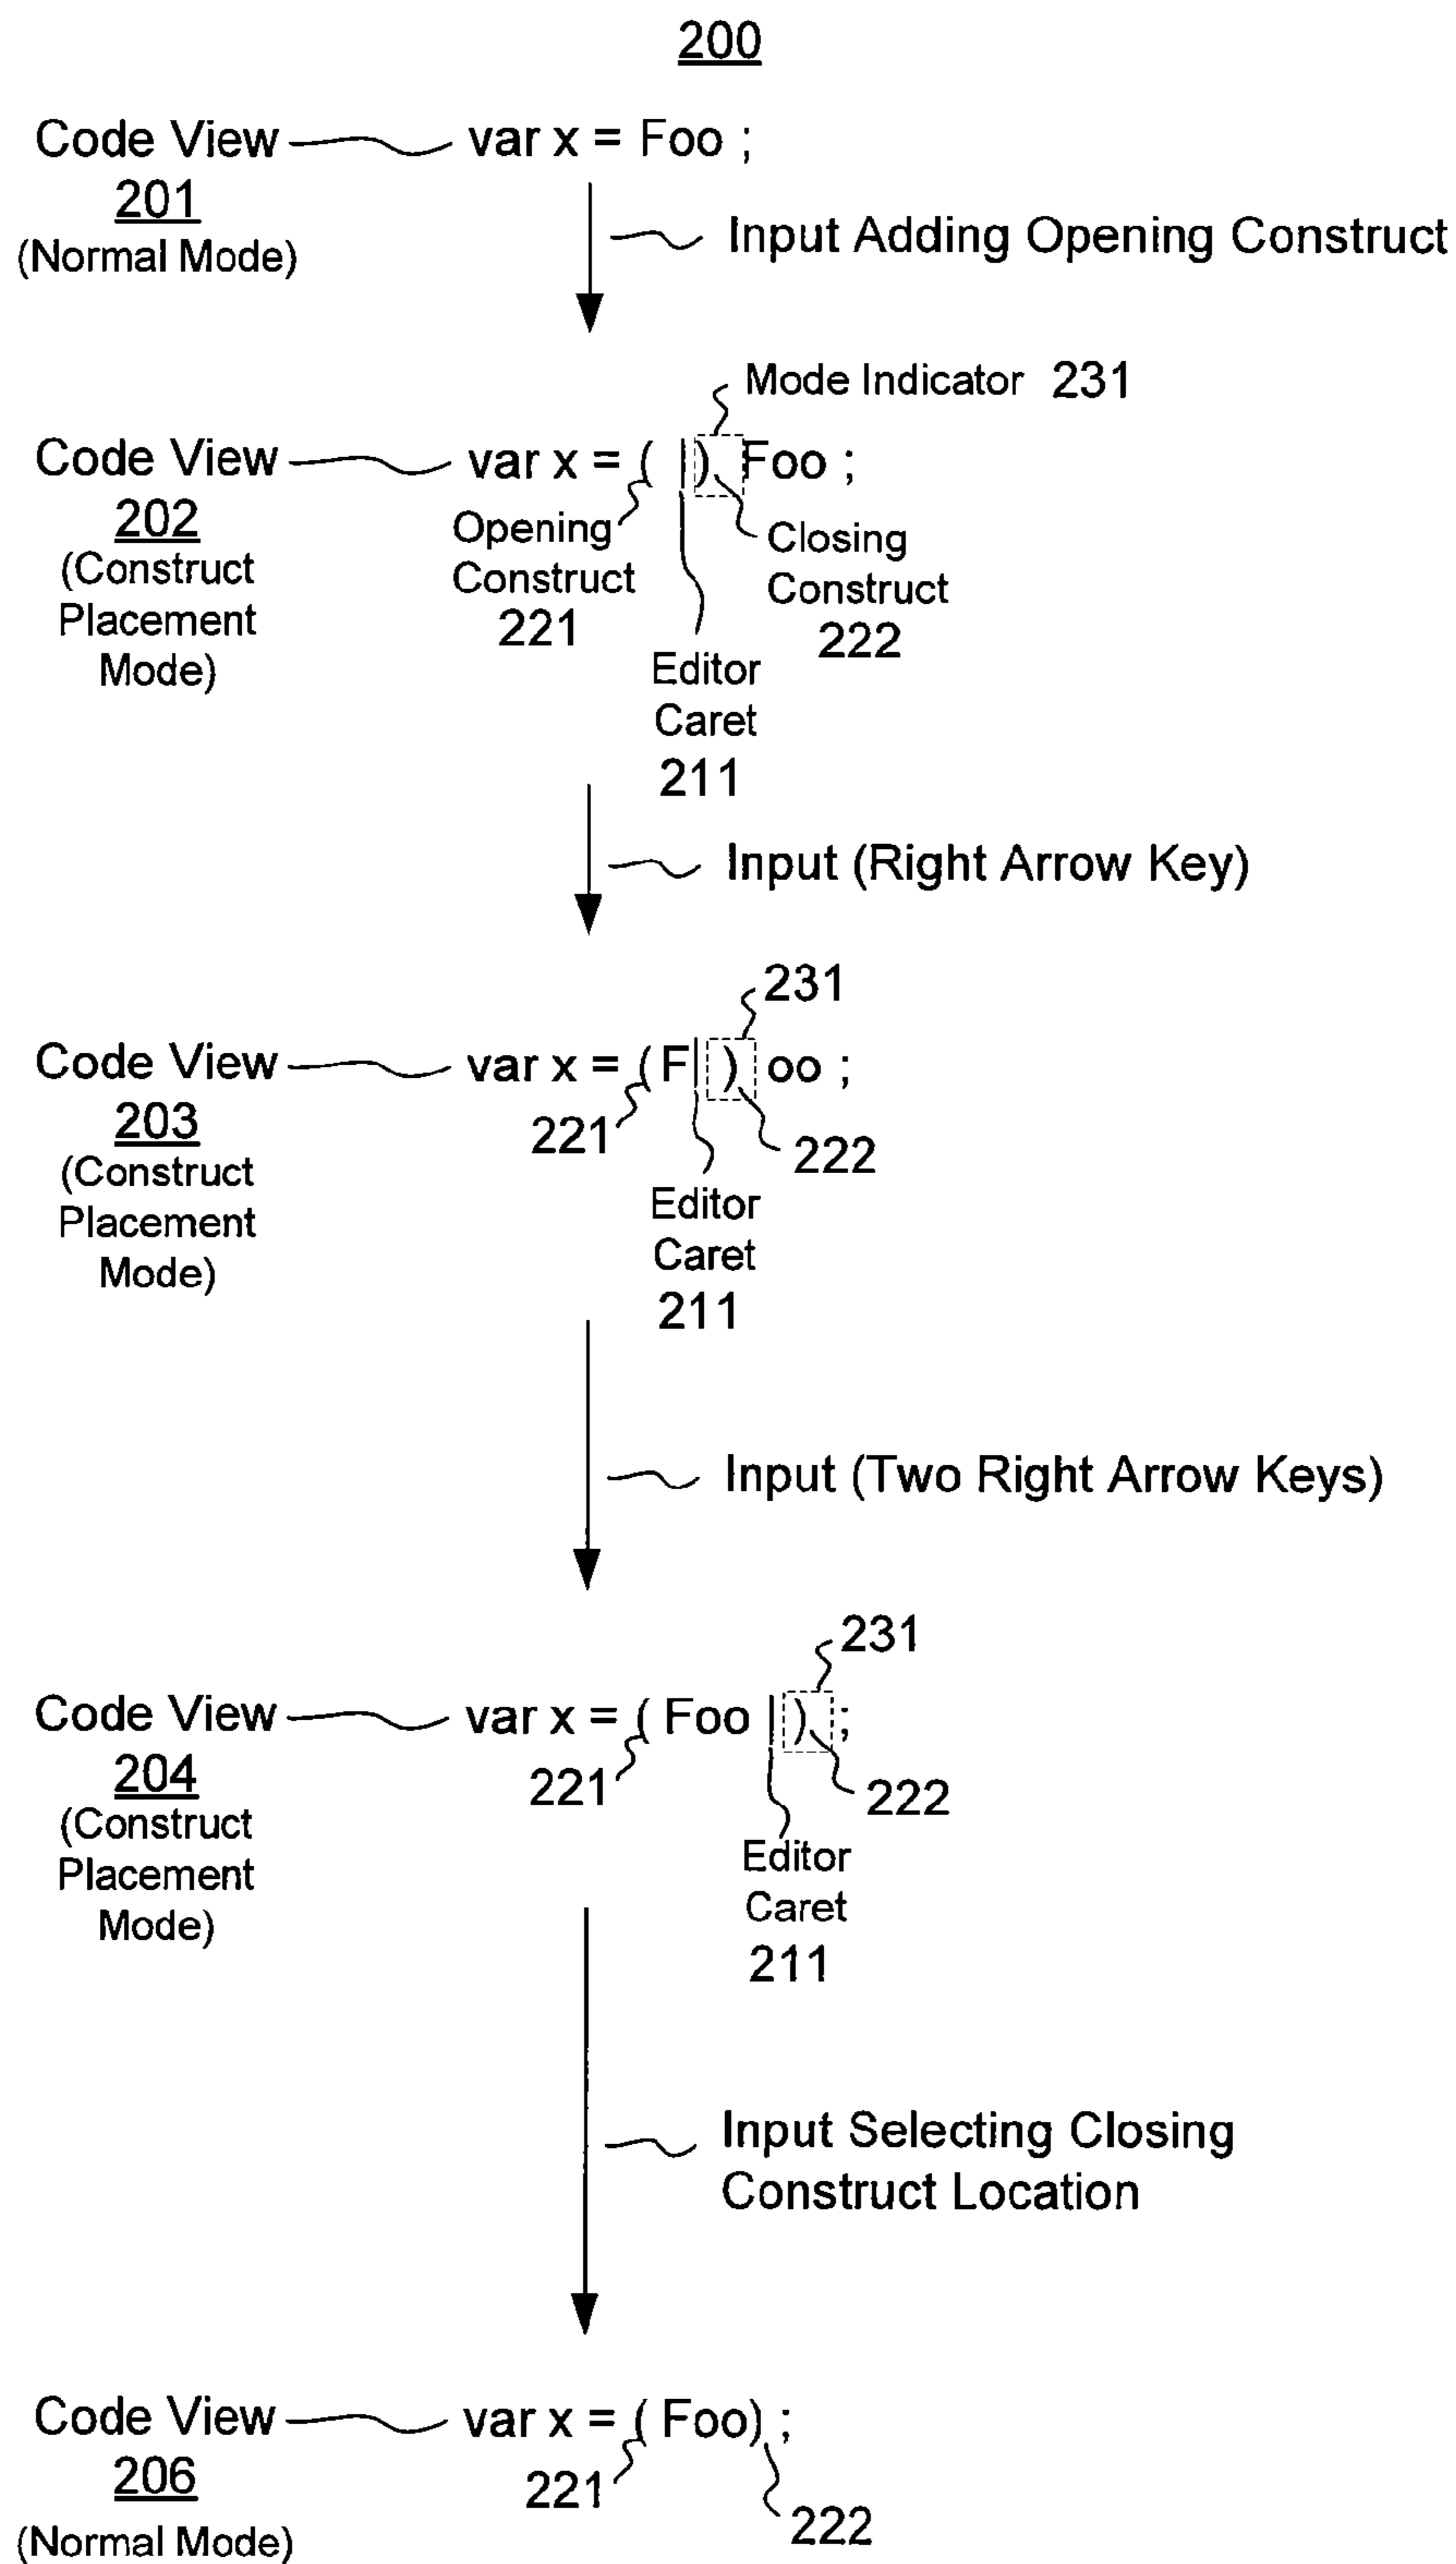 200
Code View var x = Foo ;
201
(Normal Mode)
Input Adding Opening Construct
Mode Indicator 231
Code View var x = ( |) Foo ;
202
(Construct
Placement
Mode)
Opening
Construct
221
Closing
Construct
222
Editor
Caret
211
Input (Right Arrow Key)
231
Code View var x = (F| ) oo ;
203
(Construct
Placement
Mode)
221
222
Editor
Caret
211
Input (Two Right Arrow Keys)
231
Code View var x = ( Foo | ) ;
204
(Construct
Placement
Mode)
221
222
Editor
Caret
211
Input Selecting Closing
Construct Location
Code View var x = ( Foo) ;
206
(Normal Mode)
221
222